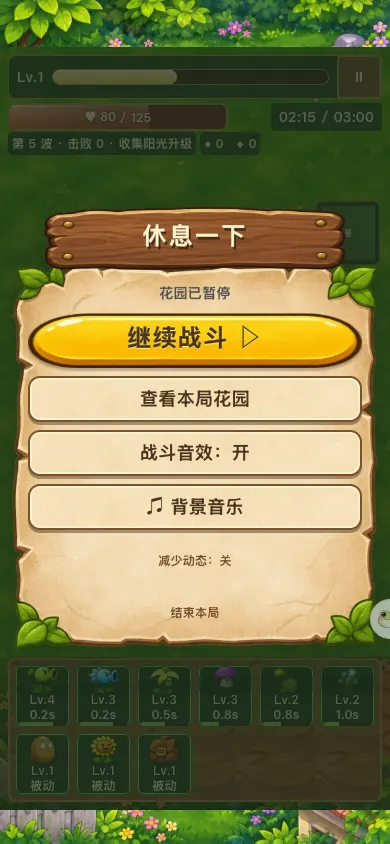 Lv.1
80 / 125
02:15 / 03:00
第 5 波 · 击败 0 · 收集阳光升级
● 0 ◆ 0
休息一下
花园已暂停
继续战斗 ▷
查看本局花园
战斗音效：开
♫ 背景音乐
减少动态：关
结束本局
Lv.4 Lv.3 Lv.3 Lv.3 Lv.2 Lv.2
0.2s 0.2s 0.5s 0.8s 0.8s 1.0s
Lv.1 Lv.1 Lv.1
被动 被动 被动